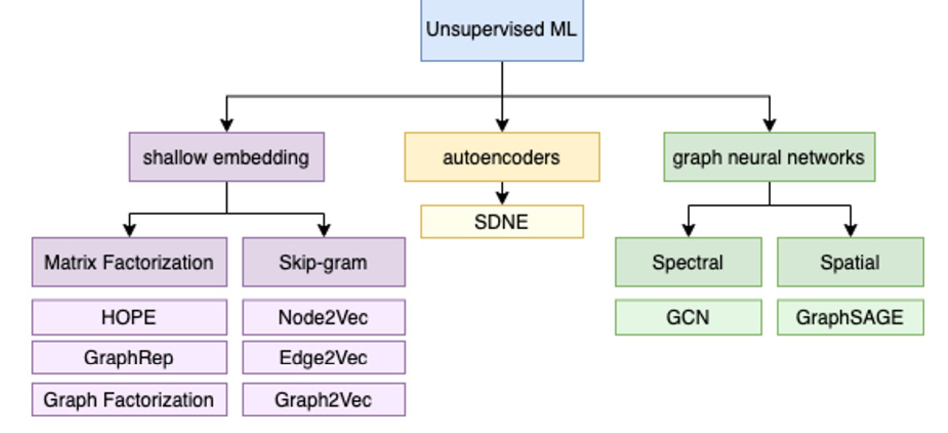 Unsupervised ML
shallow embedding
autoencoders
graph neural networks
SDNE
Matrix Factorization
Skip-gram
Spectral
Spatial
HOPE
Node2Vec
GCN
GraphSAGE
GraphRep
Edge2Vec
Graph Factorization
Graph2Vec